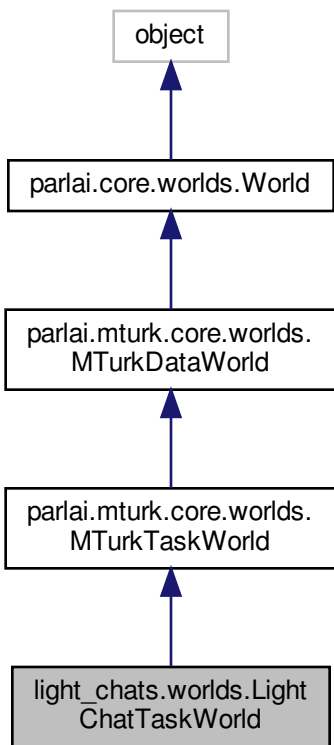 object
parlai.core.worlds.World
parlai.mturk.core.worlds.
MTurkDataWorld
parlai.mturk.core.worlds.
MTurkTaskWorld
light_chats.worlds.Light
ChatTaskWorld